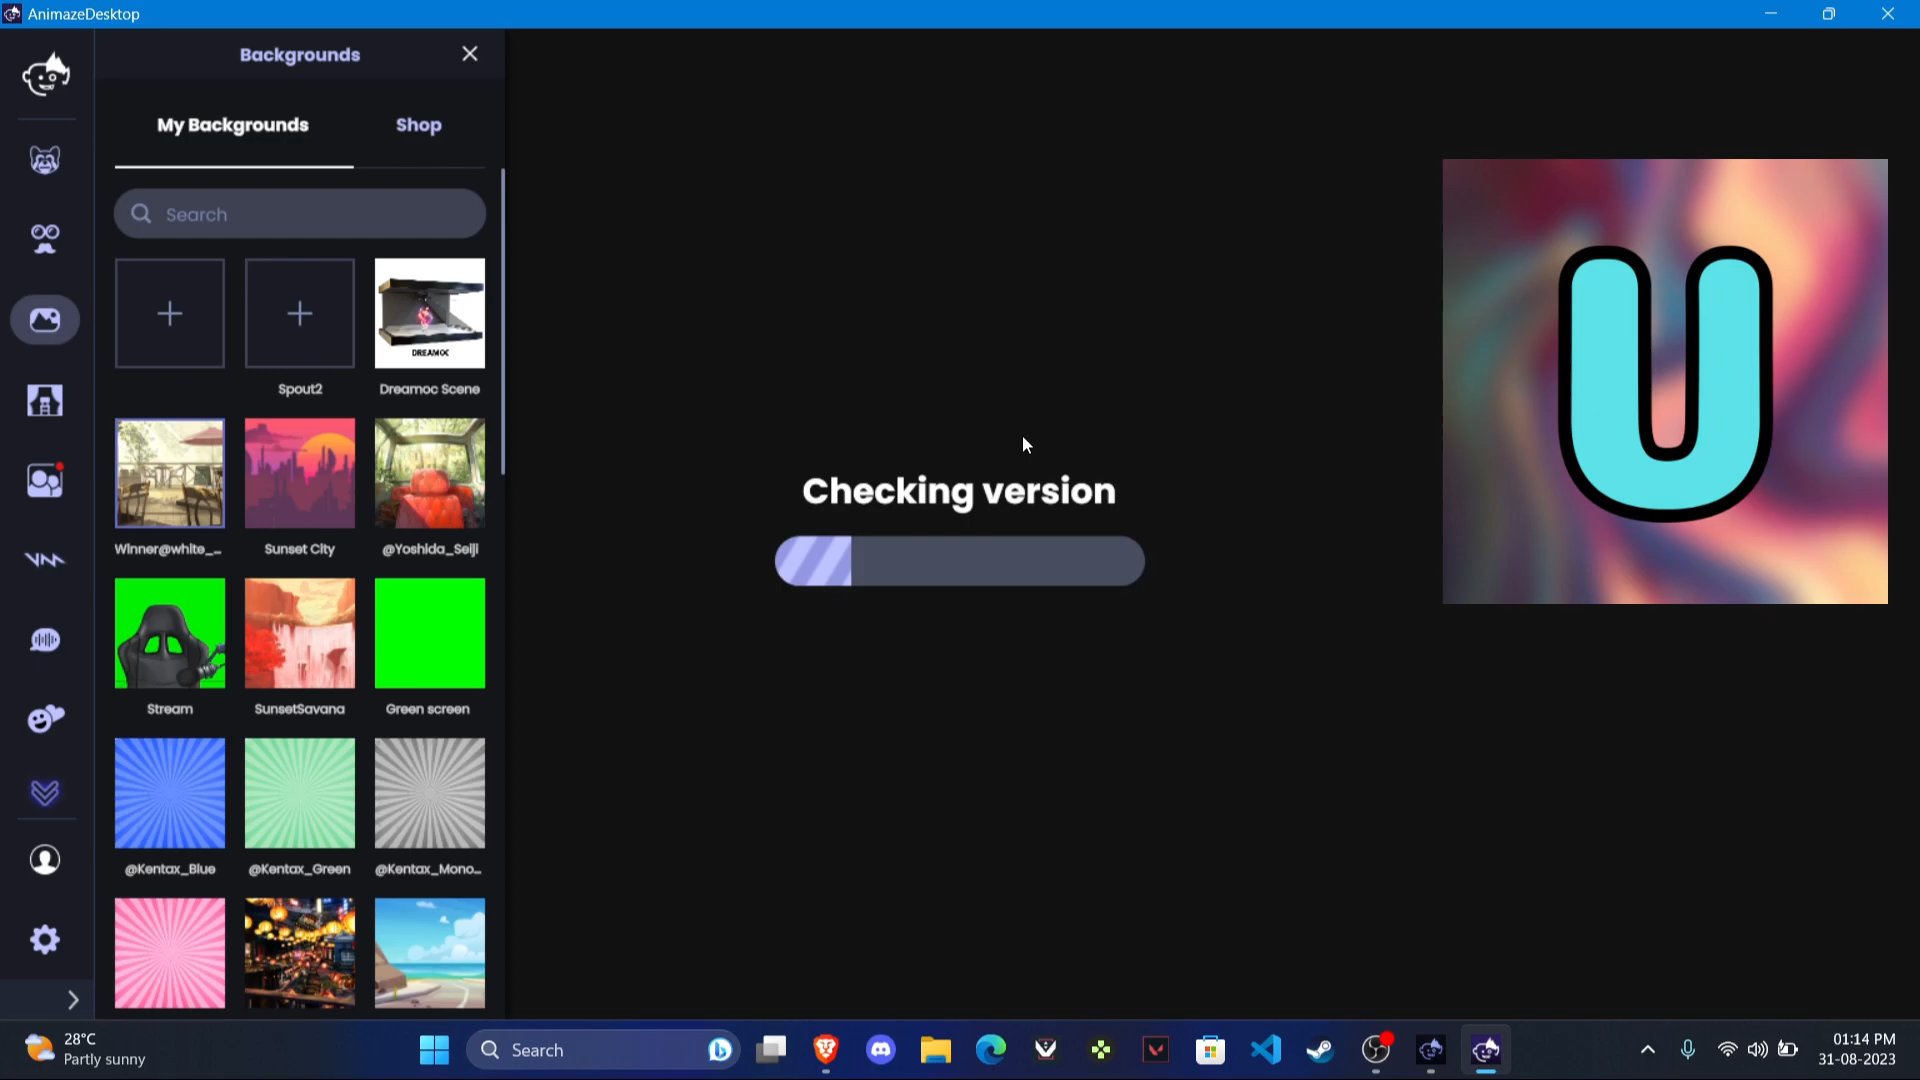 AnimazeDesktop
Backgrounds
My Backgrounds
Shop
Search
DREAMOC
Spout2
Dreamoc Scene
Winner@white_...
Sunset City
@Yoshida_Seiji
Stream
SunsetSavana
Green screen
@Kentax_Blue
@Kentax_Green
@Kentax_Mono...
Checking version
U
28°C
Partly sunny
Search
01:14 PM
31-08-2023